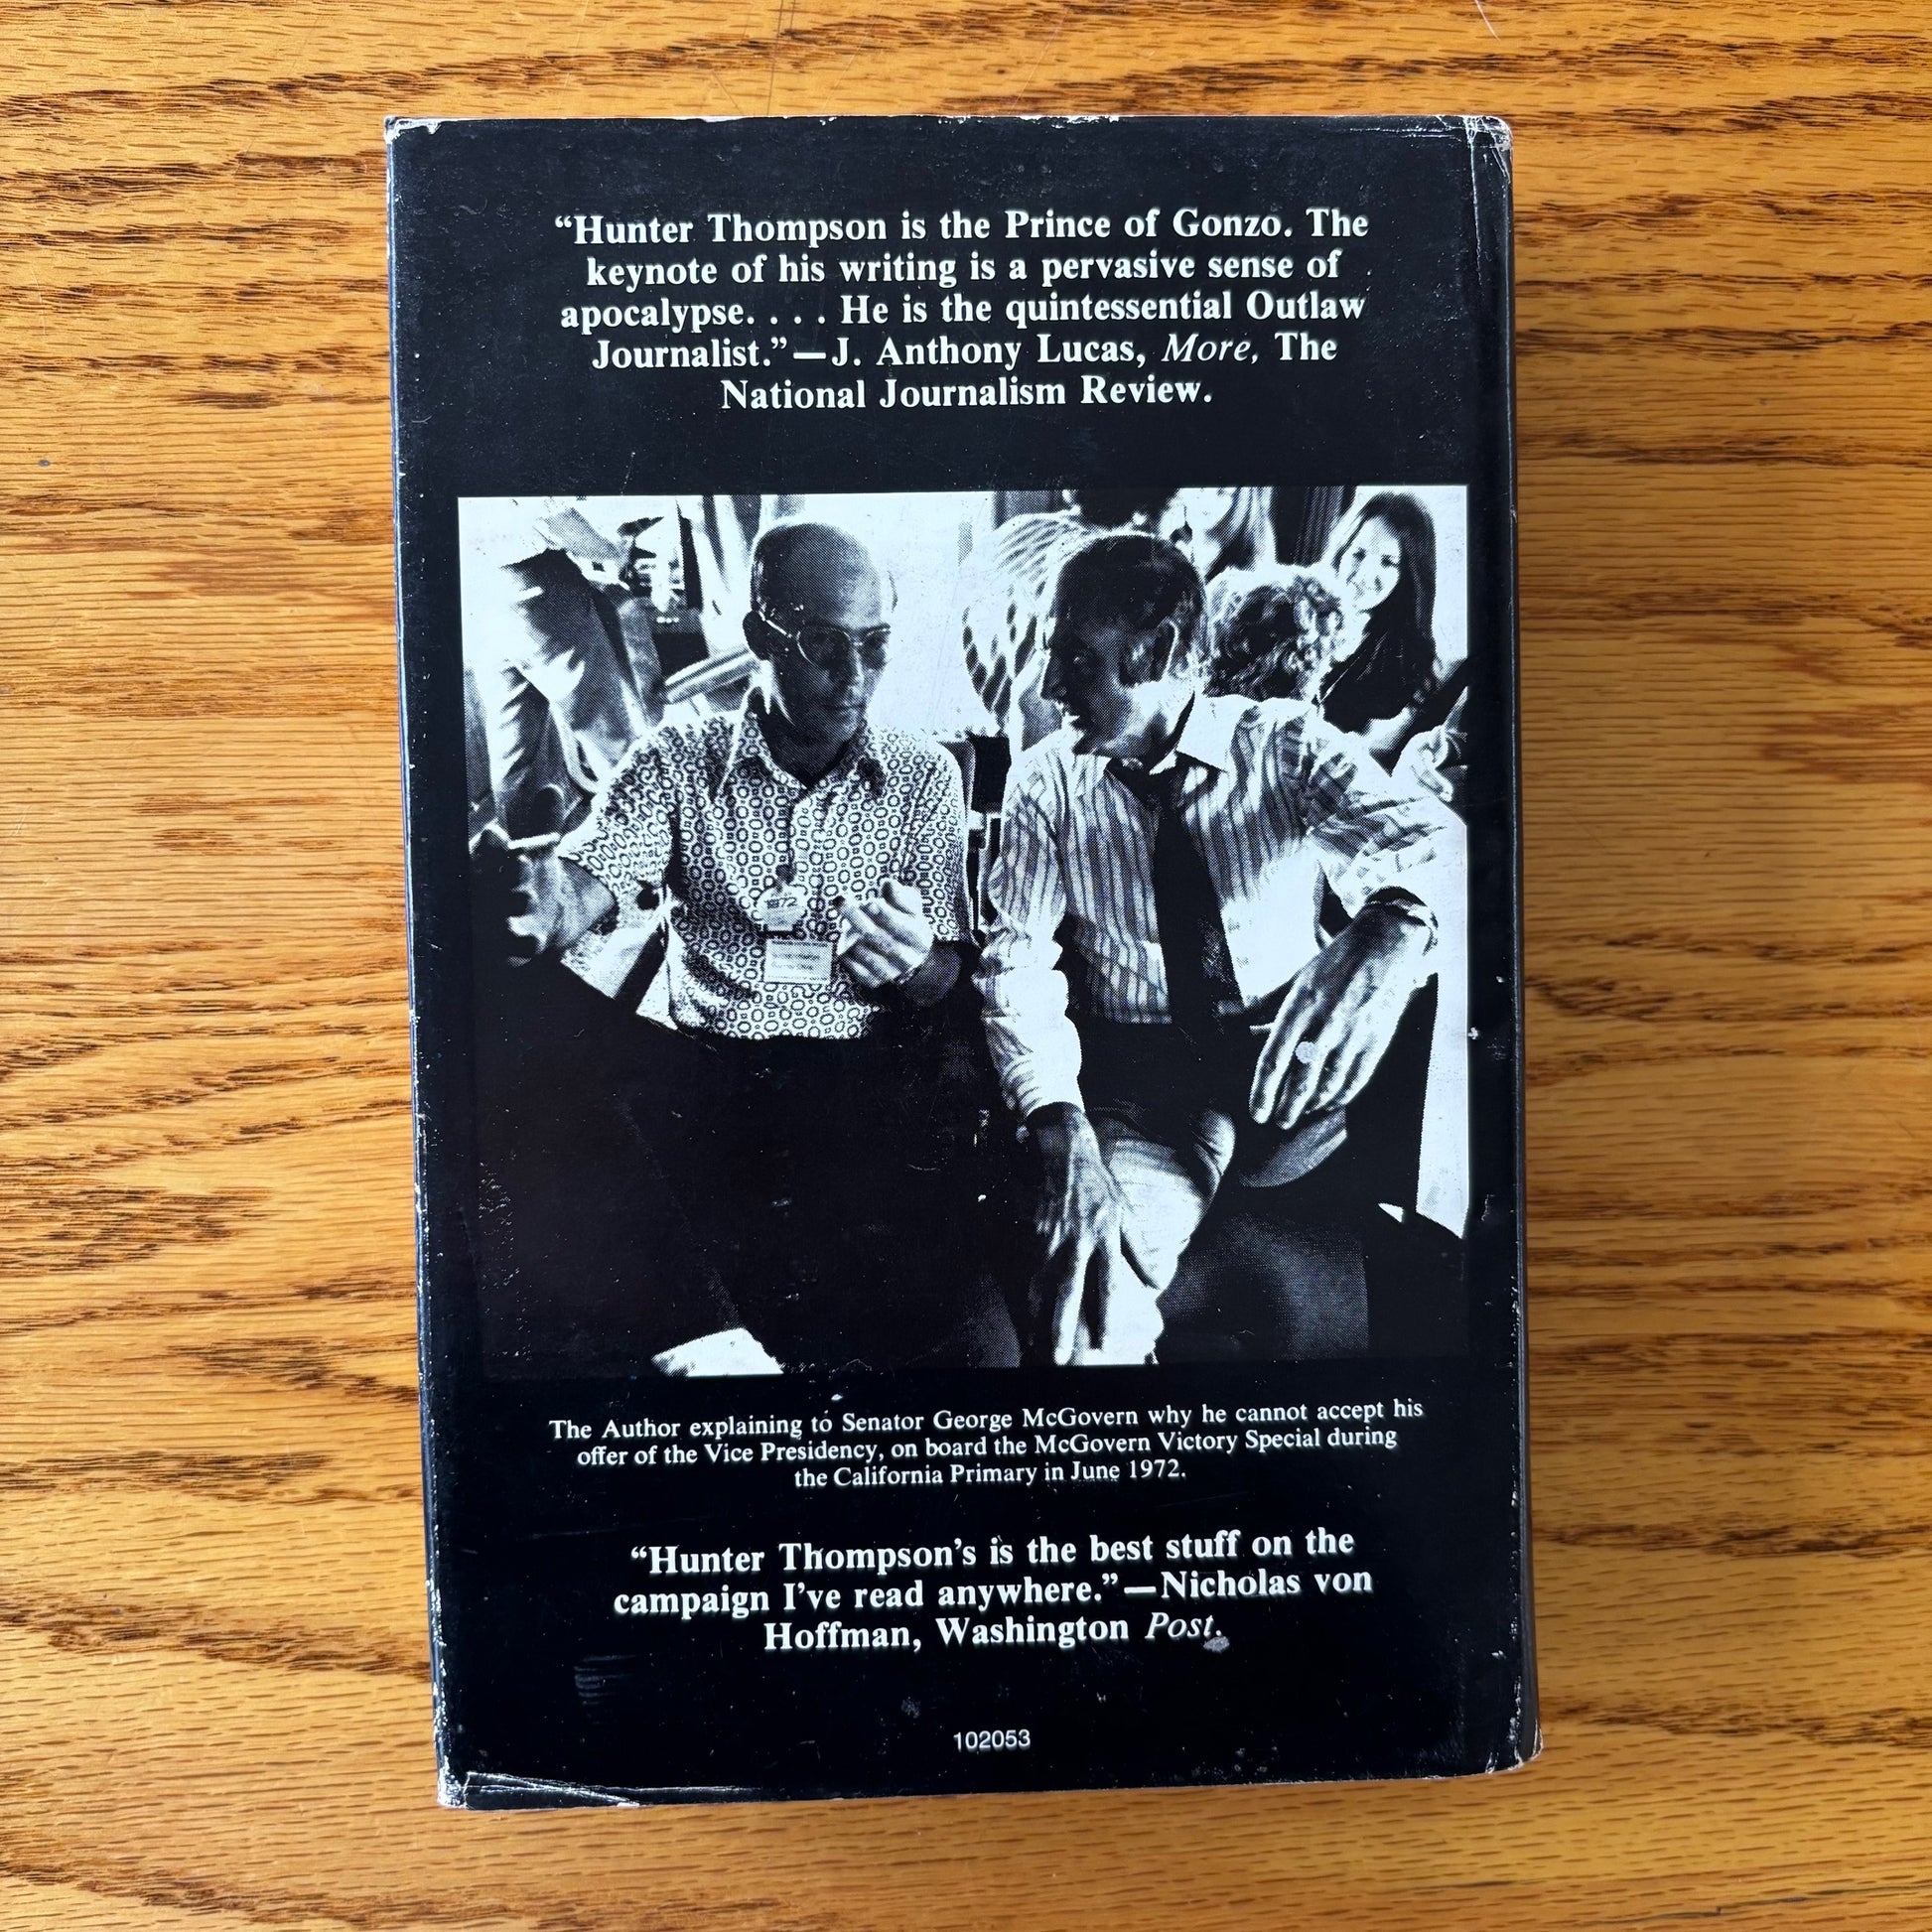 “Hunter Thompson is the Prince of Gonzo. The
keynote of his writing is a pervasive sense of
apocalypse. . . . He is the quintessential Outlaw
Journalist.”—J. Anthony Lucas, More, The
National Journalism Review.
1972
The Author explaining to Senator George McGovern why he cannot accept his
offer of the Vice Presidency, on board the McGovern Victory Special during
the California Primary in June 1972.
“Hunter Thompson’s is the best stuff on the
campaign I’ve read anywhere.”—Nicholas von
Hoffman, Washington Post.
102053